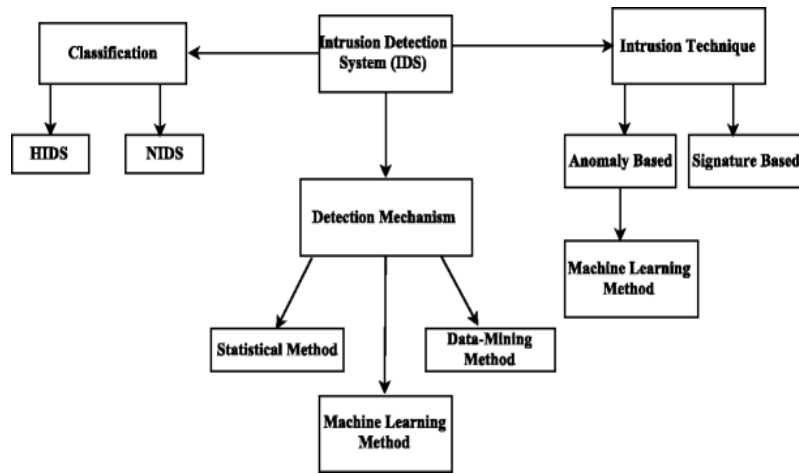 Classification
Intrusion Detection
System (IDS)
Intrusion Technique
HIDS
NIDS
Anomaly Based
Signature Based
Detection Mechanism
Machine Learning
Method
Statistical Method
Data-Mining
Method
Machine Learning
Method